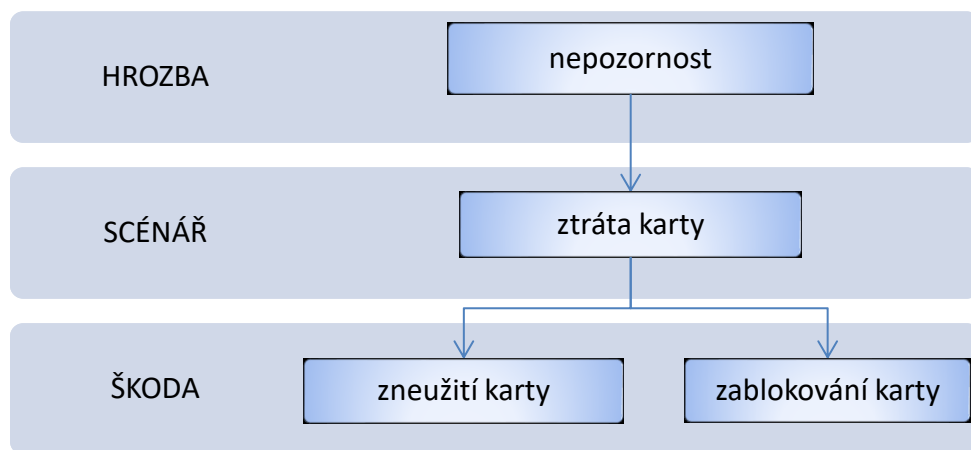 HROZBA
nepozornost
SCÉNÁŘ
ztráta karty
ŠKODA
zneužití karty
zablokování karty